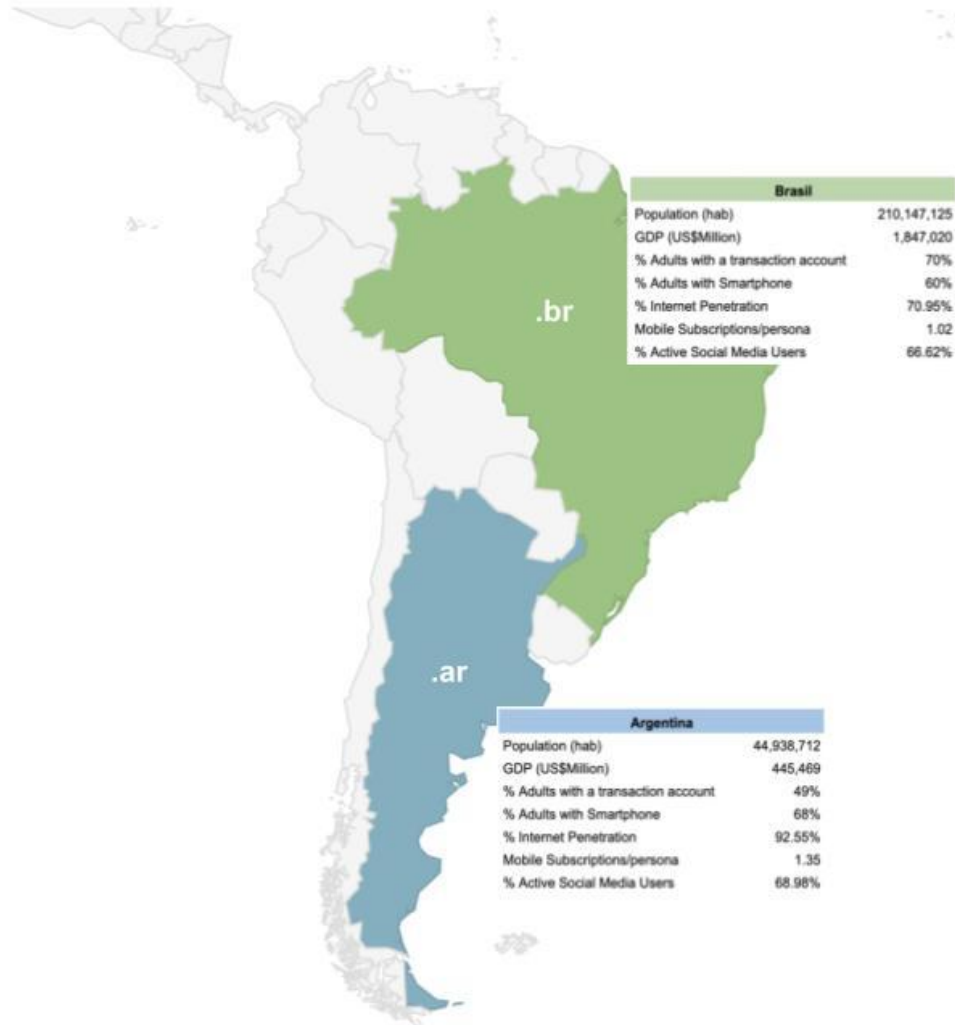 Brasil
Population (hab) 210,147,125
GDP (US$Million) 1,847,020
% Adults with a transaction account 70%
% Adults with Smartphone 60%
% Internet Penetration 70.95%
Mobile Subscriptions/persona 1.02
% Active Social Media Users 66.62%
.br
.ar
Argentina
Population (hab) 44,938,712
GDP (US$Million) 445,469
% Adults with a transaction account 49%
% Adults with Smartphone 68%
% Internet Penetration 92.55%
Mobile Subscriptions/persona 1.35
% Active Social Media Users 68.98%